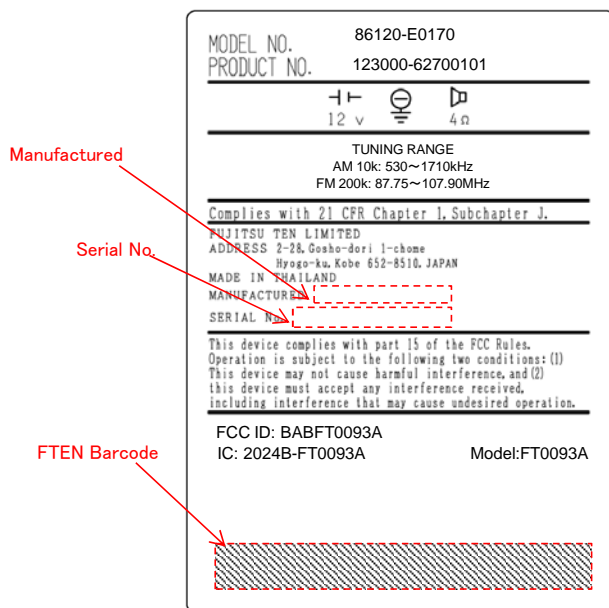 MODEL NO. 86120-E0170
PRODUCT NO. 123000-62700101
12 v 4Ω
TUNING RANGE
AM 10k: 530～1710kHz
FM 200k: 87.75～107.90MHz
Complies with 21 CFR Chapter 1, Subchapter J.
FUJITSU TEN LIMITED
ADDRESS 2-28, Gosho-dori 1-chome
Hyogo-ku, Kobe 652-8510, JAPAN
MADE IN THAILAND
Manufactured
MANUFACTURED
Serial No.
SERIAL No.
This device complies with part 15 of the FCC Rules.
Operation is subject to the following two conditions: (1)
This device may not cause harmful interference, and (2)
this device must accept any interference received,
including interference that may cause undesired operation.
FCC ID: BABFT0093A
IC: 2024B-FT0093A Model:FT0093A
FTEN Barcode